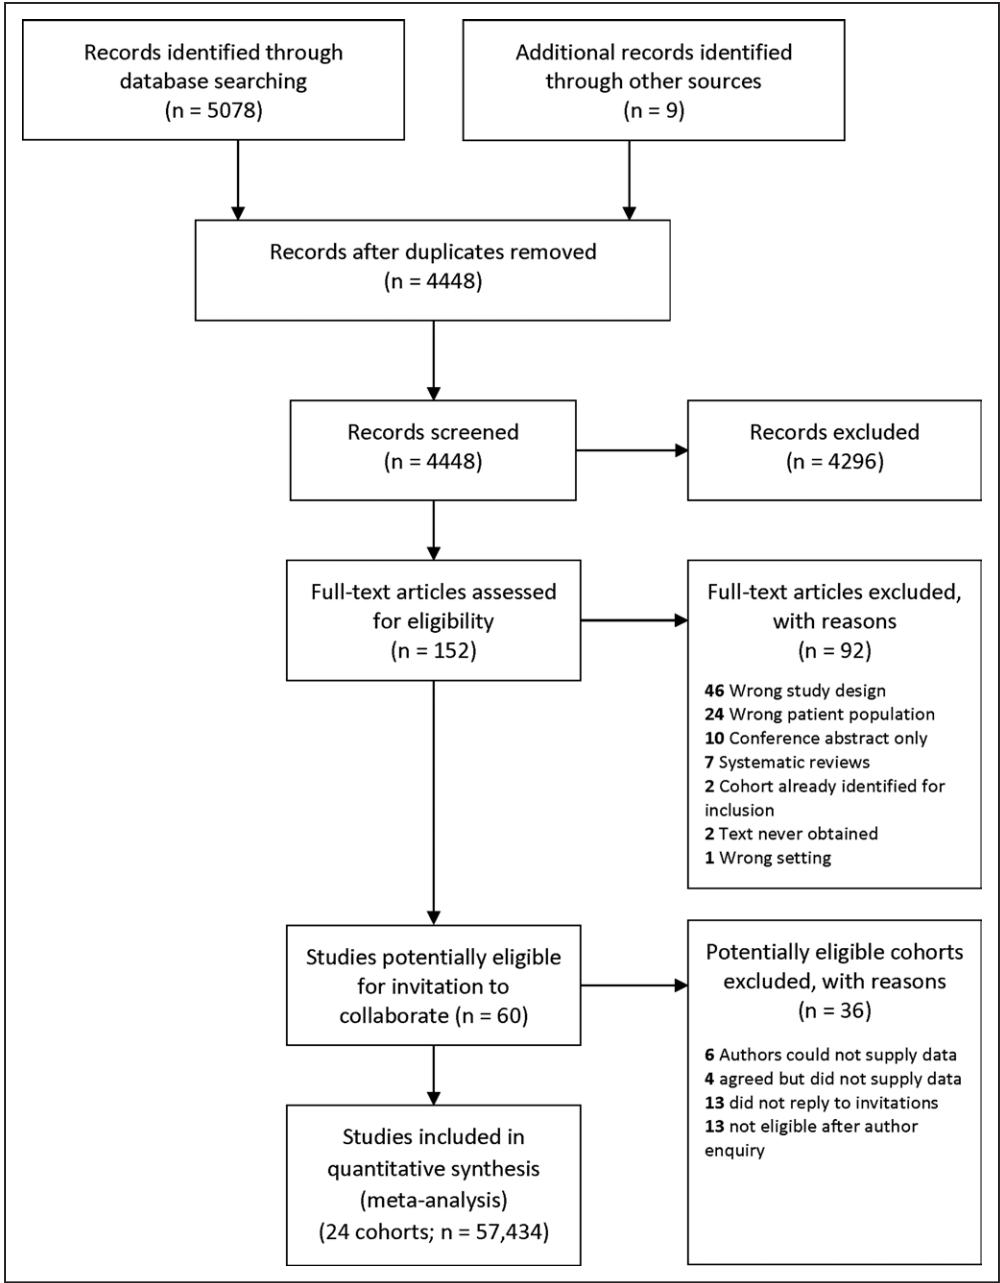 Records identified through
database searching
(n = 5078)
Additional records identified
through other sources
(n = 9)
Records after duplicates removed
(n = 4448)
Records screened
(n = 4448)
Records excluded
(n = 4296)
Full-text articles assessed
for eligibility
(n = 152)
Full-text articles excluded,
with reasons
(n = 92)
46 Wrong study design
24 Wrong patient population
10 Conference abstract only
7 Systematic reviews
2 Cohort already identified for
inclusion
2 Text never obtained
1 Wrong setting
Studies potentially eligible
for invitation to
collaborate (n = 60)
Potentially eligible cohorts
excluded, with reasons
(n = 36)
6 Authors could not supply data
4 agreed but did not supply data
13 did not reply to invitations
13 not eligible after author
enquiry
Studies included in
quantitative synthesis
(meta-analysis)
(24 cohorts; n = 57,434)